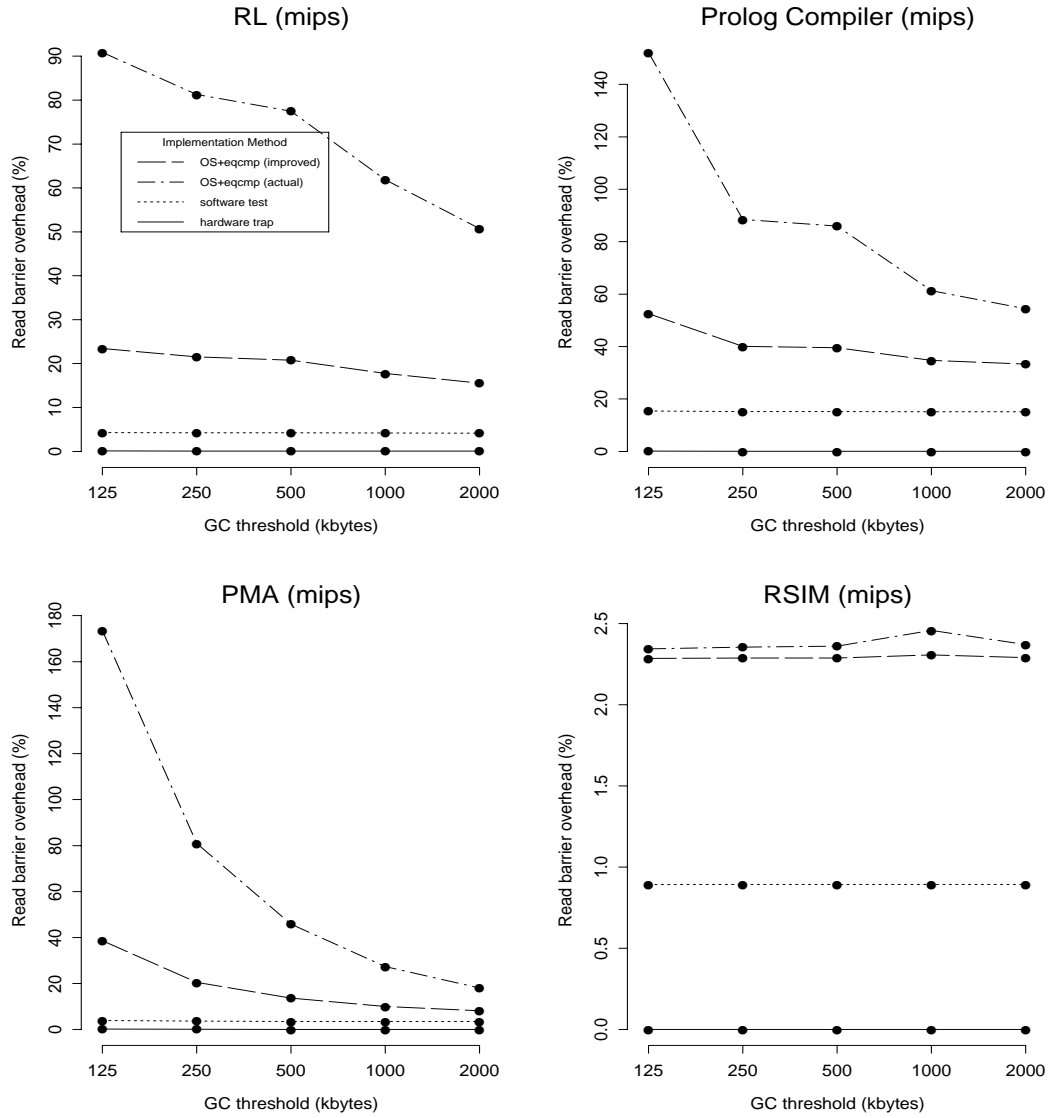 RL (mips)
Read barrier overhead (%)
90
80
70
60
50
40
30
20
10
0
Implementation Method
OS+eqcmp (improved)
OS+eqcmp (actual)
software test
hardware trap
125 250 500 1000 2000
GC threshold (kbytes)
Prolog Compiler (mips)
Read barrier overhead (%)
140
120
100
80
60
40
20
0
125 250 500 1000 2000
GC threshold (kbytes)
PMA (mips)
Read barrier overhead (%)
180
160
140
120
100
80
60
40
20
0
125 250 500 1000 2000
GC threshold (kbytes)
RSIM (mips)
Read barrier overhead (%)
2.5
2.0
1.5
1.0
0.5
0.0
125 250 500 1000 2000
GC threshold (kbytes)